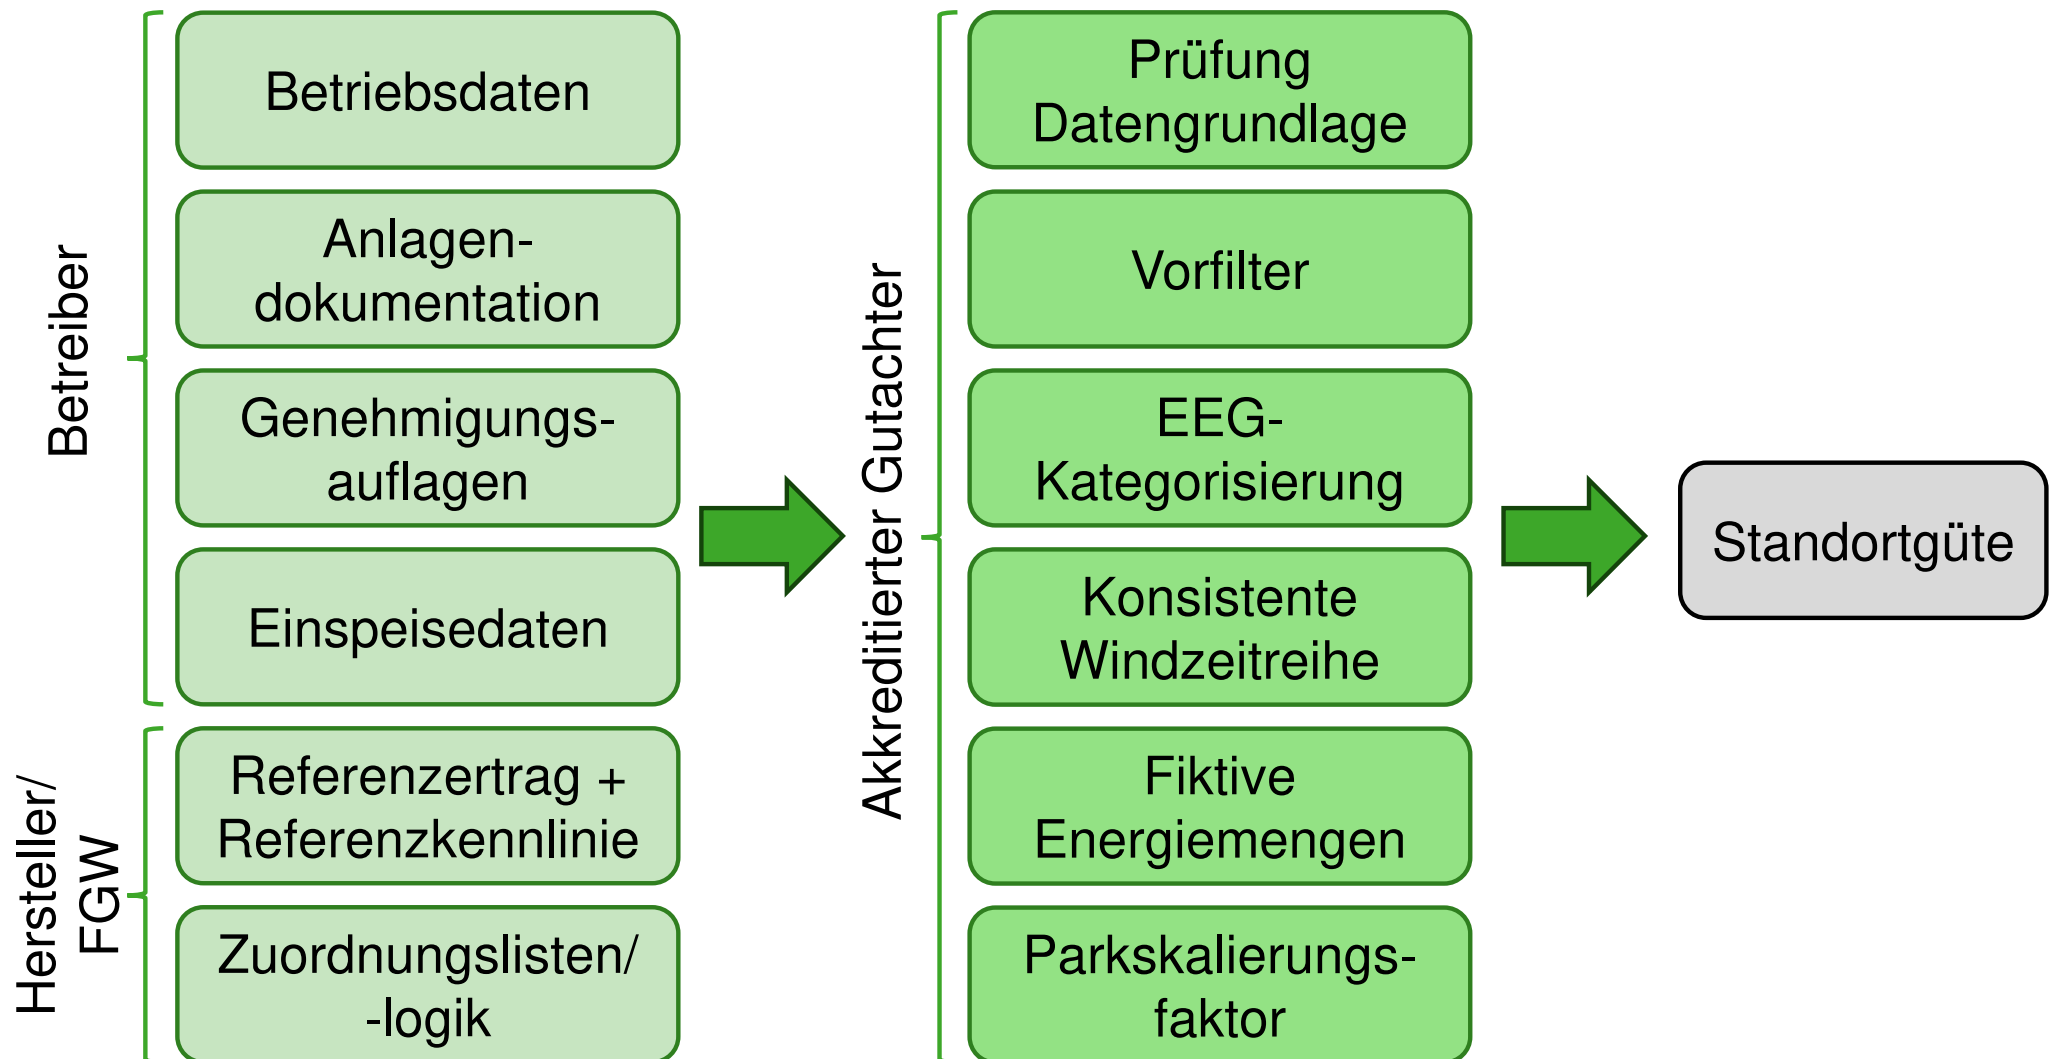 Betreiber
Betriebsdaten
Anlagen-
dokumentation
Genehmigungs-
auflagen
Einspeisedaten
Hersteller/
FGW
Referenzertrag +
Referenzkennlinie
Zuordnungslisten/
-logik
Akkreditierter Gutachter
Prüfung
Datengrundlage
Vorfilter
EEG-
Kategorisierung
Konsistente
Windzeitreihe
Fiktive
Energiemengen
Parkskalierungs-
faktor
Standortgüte